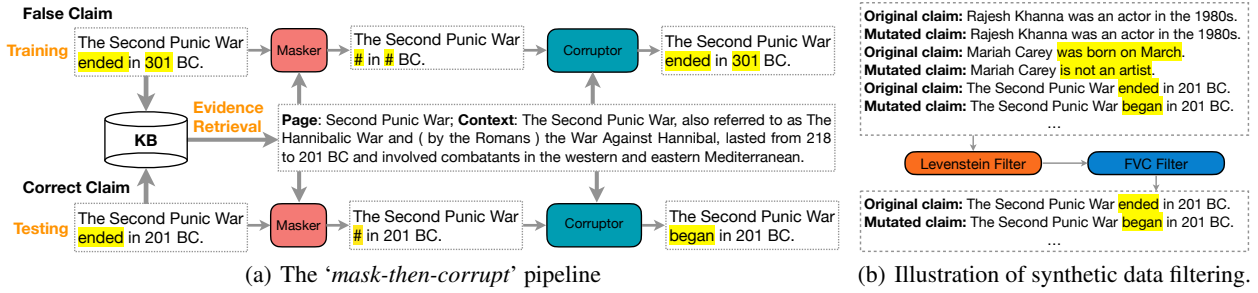 False Claim
Training
The Second Punic War
ended in 301 BC.
Masker
The Second Punic War
# in # BC.
Corruptor
The Second Punic War
ended in 301 BC.
Evidence
Retrieval
KB
Page: Second Punic War; Context: The Second Punic War, also referred to as The
Hannibalic War and ( by the Romans ) the War Against Hannibal, lasted from 218
to 201 BC and involved combatants in the western and eastern Mediterranean.
Correct Claim
Testing
The Second Punic War
ended in 201 BC.
Masker
The Second Punic War
# in 201 BC.
Corruptor
The Second Punic War
began in 201 BC.
(a) The ‘mask-then-corrupt’ pipeline
Original claim: Rajesh Khanna was an actor in the 1980s.
Mutated claim: Rajesh Khanna was an actor in the 1980s.
Original claim: Mariah Carey was born on March.
Mutated claim: Mariah Carey is not an artist.
Original claim: The Second Punic War ended in 201 BC.
Mutated claim: The Second Punic War began in 201 BC.
...
Levenstein Filter
FVC Filter
Original claim: The Second Punic War ended in 201 BC.
Mutated claim: The Second Punic War began in 201 BC.
...
(b) Illustration of synthetic data filtering.